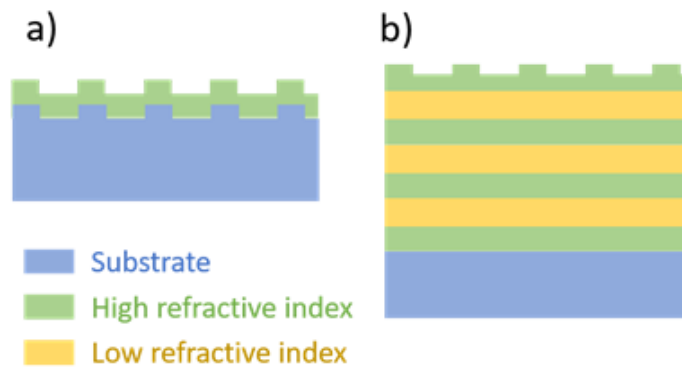 a)
b)
Substrate
High refractive index
Low refractive index